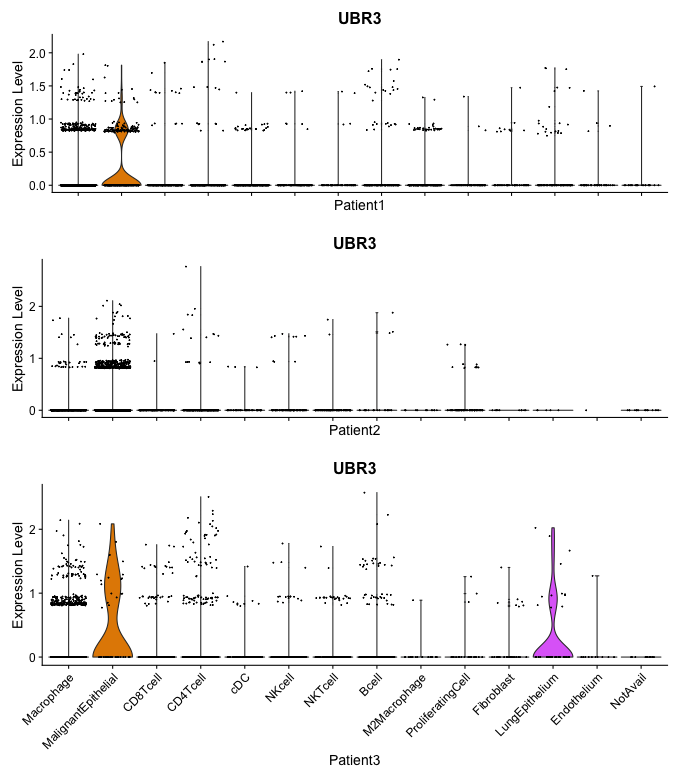 UBR3
Expression Level
2.0
1.5
1.0
0.5
0.0
Patient1
UBR3
Expression Level
2
1
0
Patient2
UBR3
Expression Level
2
1
0
Macrophage
MalignantEpithelial
CD8Tcell
CD4Tcell
cDC
NKcell
NKTcell
Bcell
M2Macrophage
ProliferatingCell
Fibroblast
LungEpithelium
Endothelium
NotAvail
Patient3